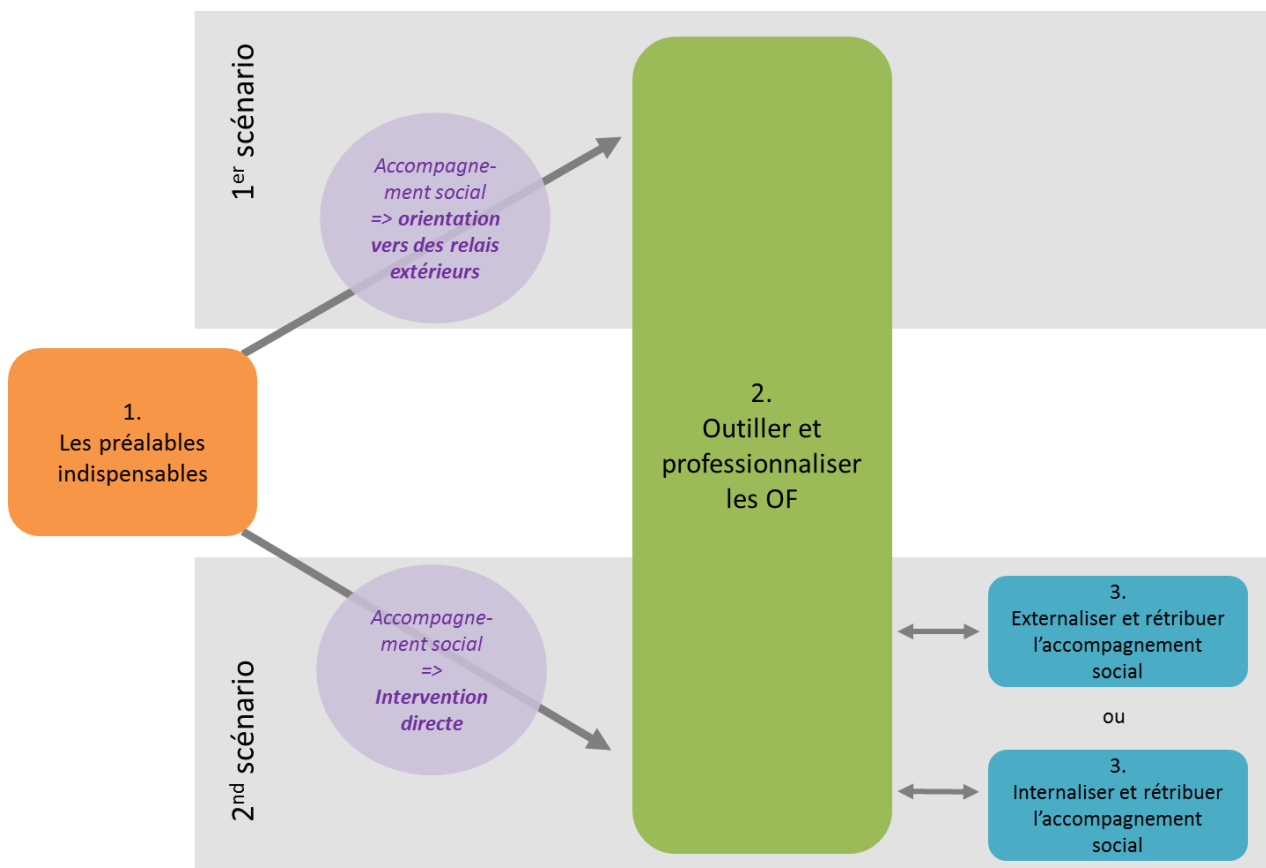 1er scénario
Accompagne-
ment social
=> orientation
vers des relais
extérieurs
1.
Les préalables
indispensables
2.
Outiller et
professionnaliser
les OF
2nd scénario
Accompagne-
ment social
=>
Intervention
directe
3.
Externaliser et rétribuer
l’accompagnement
social
ou
3.
Internaliser et rétribuer
l’accompagnement
social